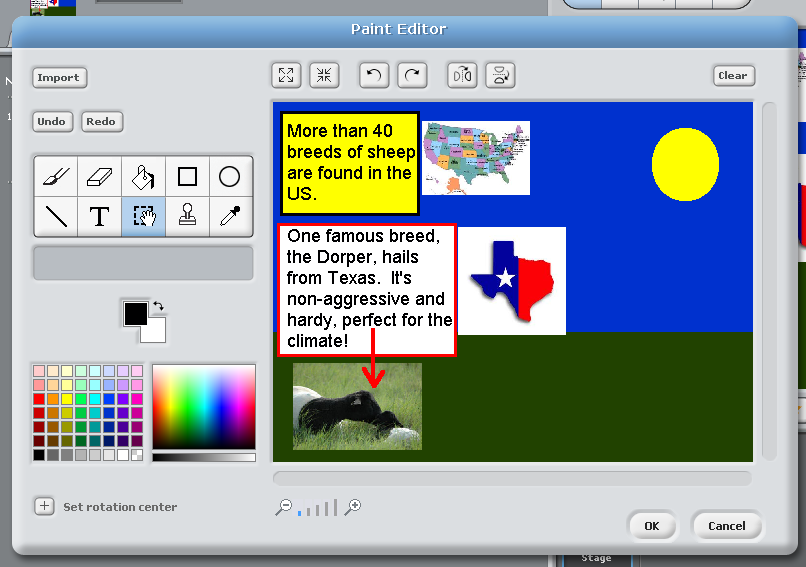 Paint Editor
Import
Clear
Undo
Redo
T
More than 40
breeds of sheep
are found in the
US.
One famous breed,
the Dorper, hails
from Texas.  It's
non-aggressive and
hardy, perfect for the
climate!
Set rotation center
OK
Cancel
Stage